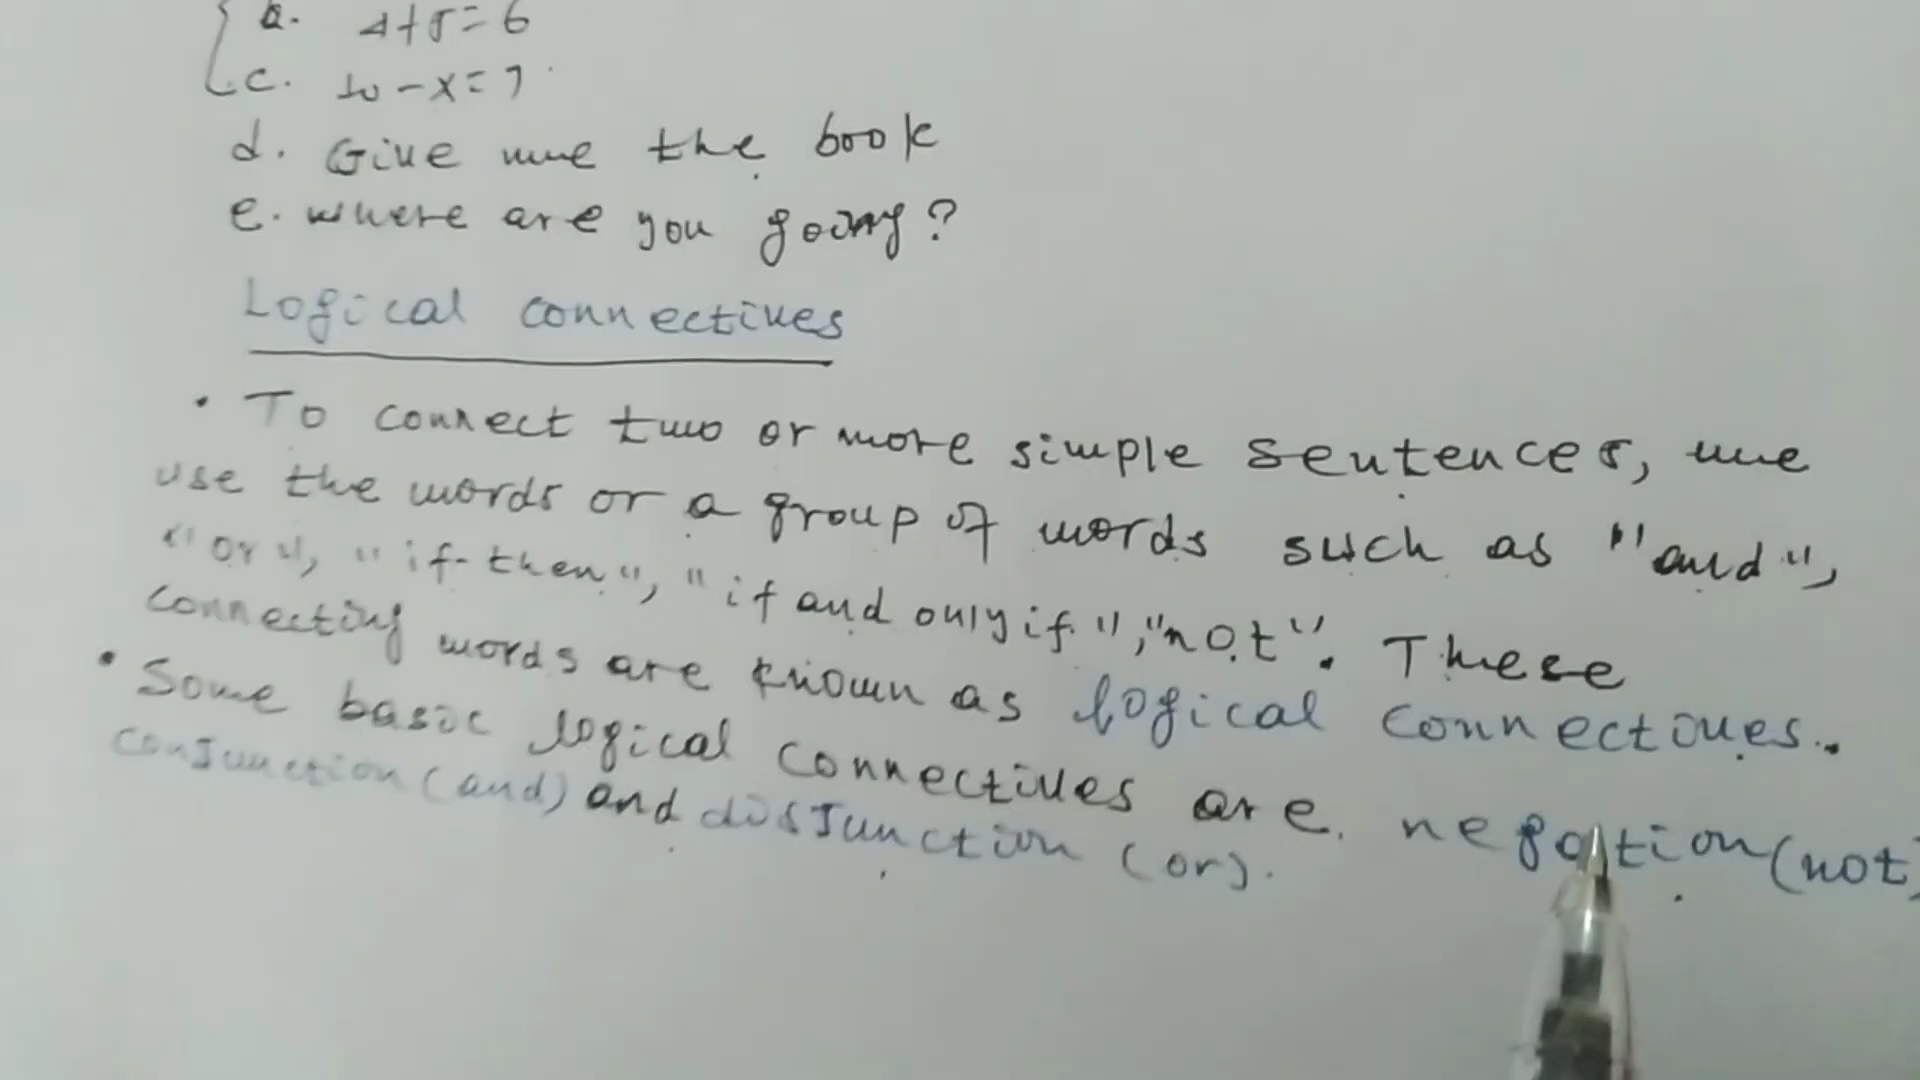 a. 4+5=6
c. 10-x=7
d. Give me the book
e. where are you going?
Logical connectives
• To connect two or more simple sentences, we
use the words or a group of words such as "and",
"or", "if-then", "if and only if", "not". These
connecting words are known as logical connectives.
• Some basic logical connectives are negation (not)
conjunction (and) and disjunction (or).